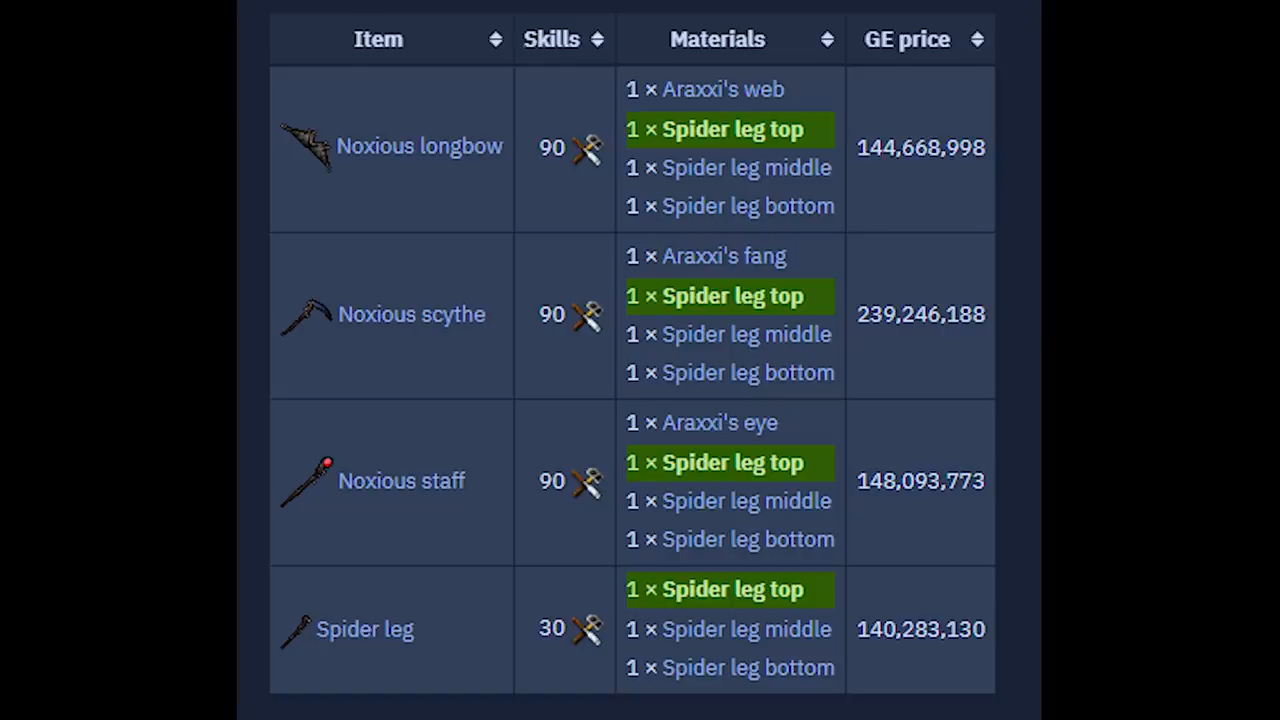 Item Skills Materials GE price
1 × Araxxi's web
1 × Spider leg top
Noxious longbow 90 144,668,998
1 × Spider leg middle
1 × Spider leg bottom
1 × Araxxi's fang
1 × Spider leg top
Noxious scythe 90 239,246,188
1 × Spider leg middle
1 × Spider leg bottom
1 × Araxxi's eye
1 × Spider leg top
Noxious staff 90 148,093,773
1 × Spider leg middle
1 × Spider leg bottom
1 × Spider leg top
Spider leg 30 1 × Spider leg middle 140,283,130
1 × Spider leg bottom